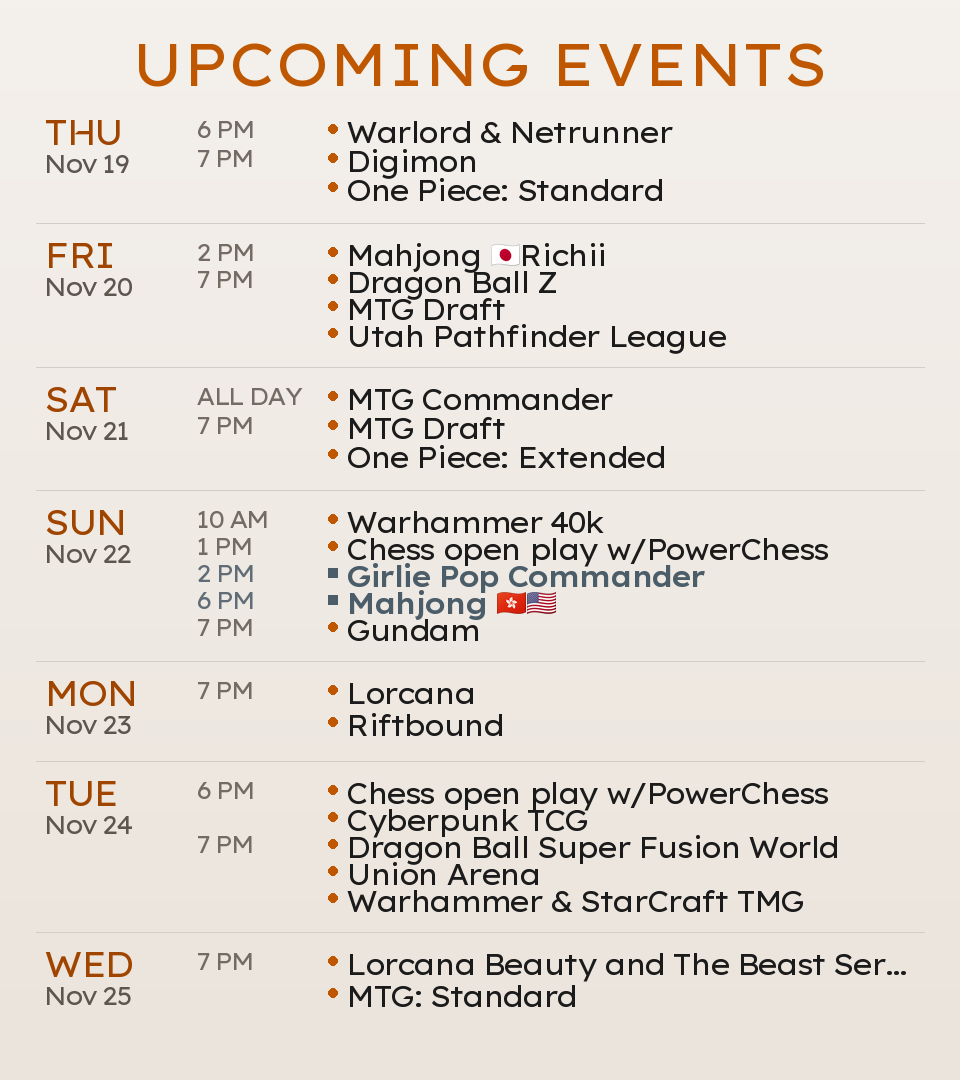 UPCOMING EVENTS
THU
Nov 19
6 PM • Warlord & Netrunner
7 PM • Digimon
• One Piece: Standard
FRI
Nov 20
2 PM • Mahjong 🇯🇵Richii
7 PM • Dragon Ball Z
• MTG Draft
• Utah Pathfinder League
SAT
Nov 21
ALL DAY • MTG Commander
7 PM • MTG Draft
• One Piece: Extended
SUN
Nov 22
10 AM • Warhammer 40k
1 PM • Chess open play w/PowerChess
2 PM ▪ Girlie Pop Commander
6 PM ▪ Mahjong 🇭🇰🇺🇸
7 PM • Gundam
MON
Nov 23
7 PM • Lorcana
• Riftbound
TUE
Nov 24
6 PM • Chess open play w/PowerChess
• Cyberpunk TCG
7 PM • Dragon Ball Super Fusion World
• Union Arena
• Warhammer & StarCraft TMG
WED
Nov 25
7 PM • Lorcana Beauty and The Beast Ser...
• MTG: Standard